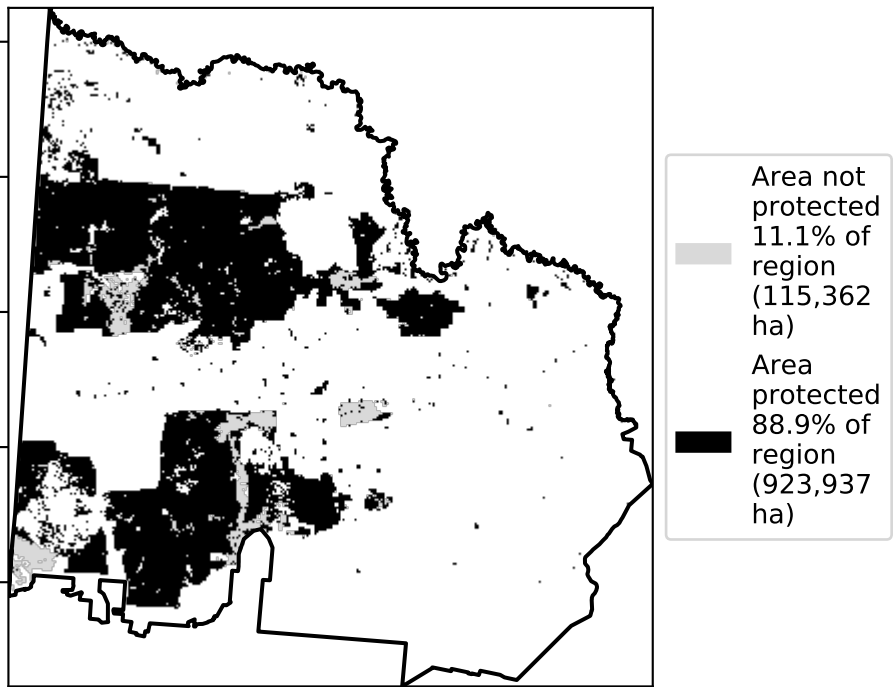 Area not
protected
11.1% of
region
(115,362
ha)
Area
protected
88.9% of
region
(923,937
ha)